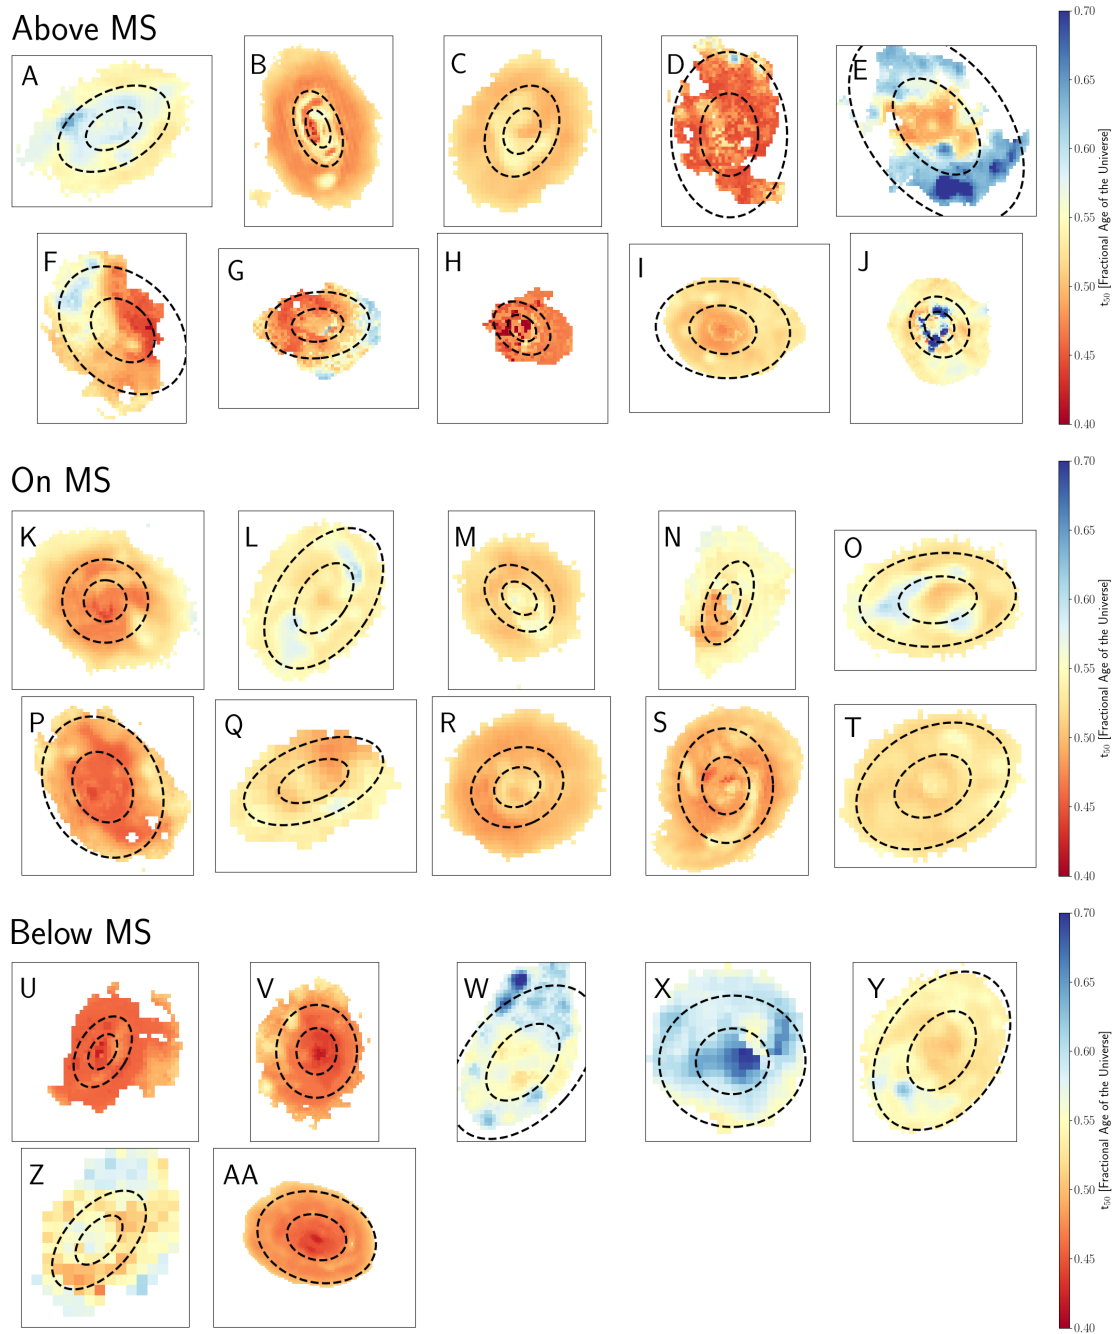 Above MS
A B C D E
F G H I J
0.70
0.65
0.60
0.55
0.50
0.45
0.40
t50 [Fractional Age of the Universe]
On MS
K L M N O
P Q R S T
0.70
0.65
0.60
0.55
0.50
0.45
0.40
t50 [Fractional Age of the Universe]
Below MS
U V W X Y
Z AA
0.70
0.65
0.60
0.55
0.50
0.45
0.40
t50 [Fractional Age of the Universe]